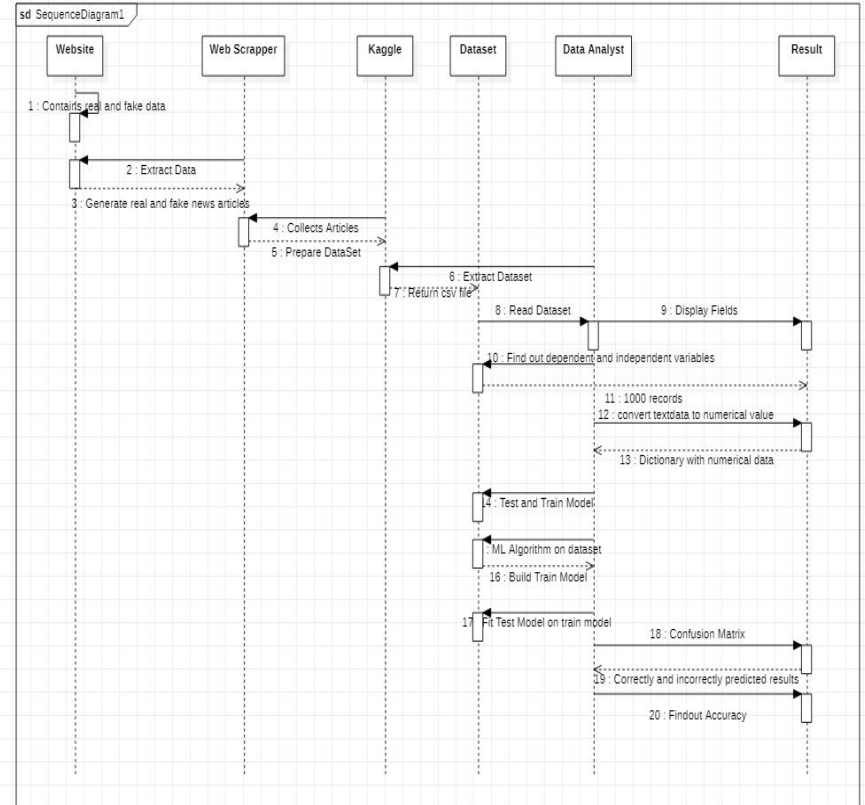 sd SequenceDiagram1
Website
Web Scrapper
Kaggle
Dataset
Data Analyst
Result
1 : Contains real and fake data
2 : Extract Data
3 : Generate real and fake news articles
4 : Collects Articles
5 : Prepare DataSet
6 : Extract Dataset
7 : Return csv file
8 : Read Dataset
9 : Display Fields
10 : Find out dependent and independent variables
11 : 1000 records
12 : convert textdata to numerical value
13 : Dictionary with numerical data
14 : Test and Train Model
: ML Algorithm on dataset
16 : Build Train Model
17 Fit Test Model on train model
18 : Confusion Matrix
19 : Correctly and incorrectly predicted results
20 : Findout Accuracy